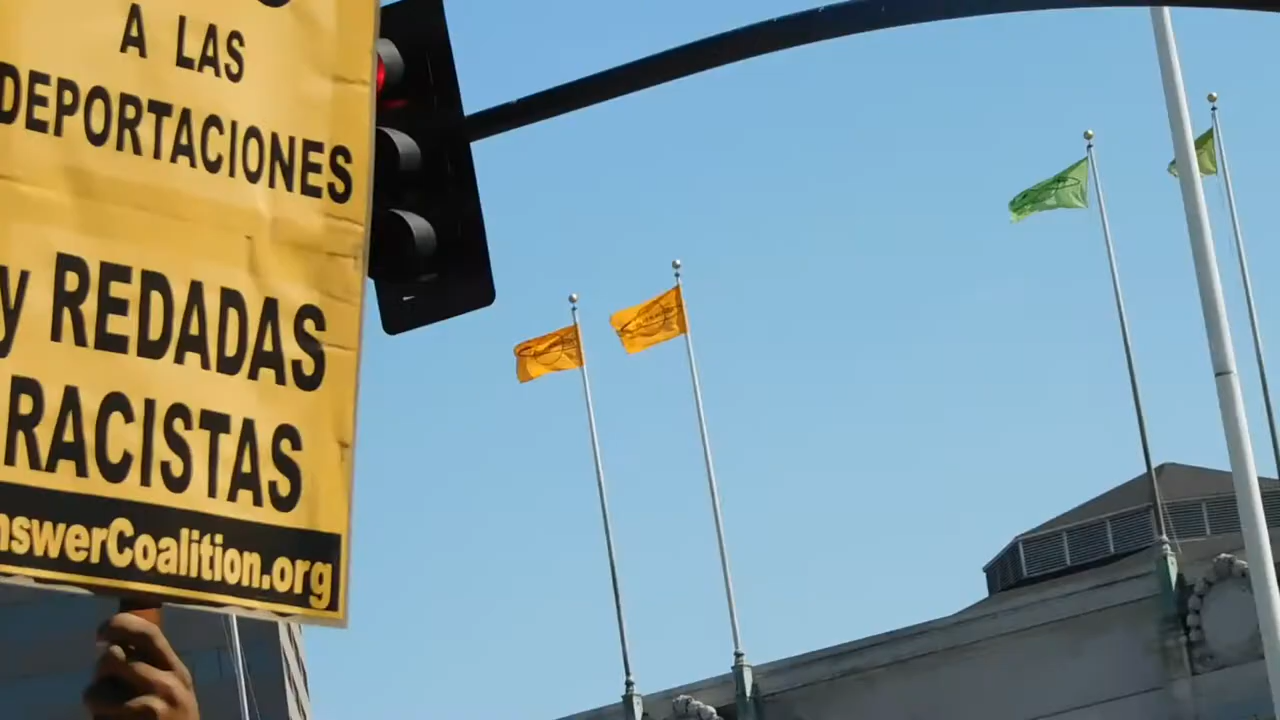 A LAS
DEPORTACIONES
y REDADAS
RACISTAS
nswerCoalition.org